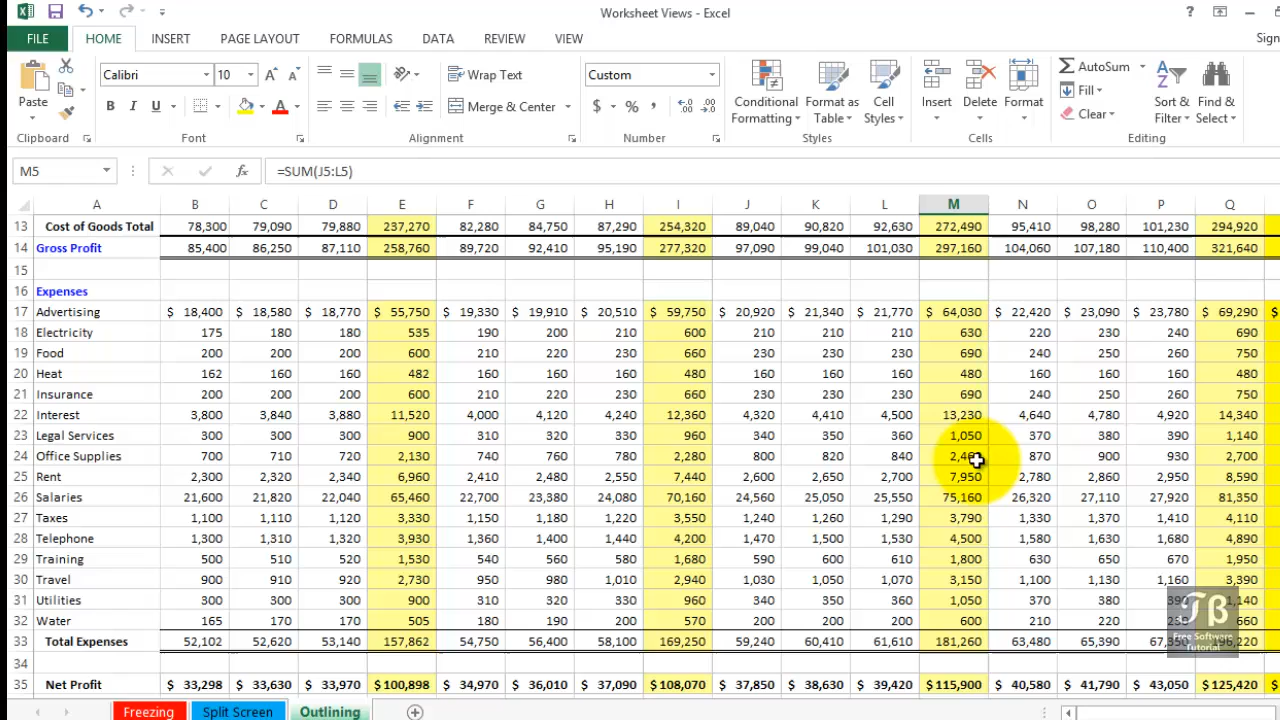 Worksheet Views - Excel
?
FILE HOME INSERT PAGE LAYOUT FORMULAS DATA REVIEW VIEW Sign
Paste
Clipboard
Calibri 16
B I U A
Font
Wrap Text
Merge & Center
Alignment
Custom
$ % ,
Number
Conditional Formatting
Format as Table
Cell Styles
Styles
Insert Delete Format
Cells
AutoSum
Fill
Clear
Sort & Filter
Find & Select
Editing
M5 fx =SUM(J5:L5)
A B C D E F G H I J K L M N O P Q
13 Cost of Goods Total 78,300 79,090 79,880 237,270 82,280 84,750 87,290 254,320 89,040 90,820 92,630 272,490 95,410 98,280 101,230 294,920
14 Gross Profit 85,400 86,250 87,110 258,760 89,720 92,410 95,190 277,320 97,090 99,040 101,030 297,160 104,060 107,180 110,400 321,640
15
16 Expenses
17 Advertising $ 18,400 $ 18,580 $ 18,770 $ 55,750 $ 19,330 $ 19,910 $ 20,510 $ 59,750 $ 20,920 $ 21,340 $ 21,770 $ 64,030 $ 22,420 $ 23,090 $ 23,780 $ 69,290 $
18 Electricity 175 180 180 535 190 200 210 600 210 210 210 630 220 230 240 690
19 Food 200 200 200 600 210 220 230 660 230 230 230 690 240 250 260 750
20 Heat 162 160 160 482 160 160 160 480 160 160 160 480 160 160 160 480
21 Insurance 200 200 200 600 210 220 230 660 230 230 230 690 240 250 260 750
22 Interest 3,800 3,840 3,880 11,520 4,000 4,120 4,240 12,360 4,320 4,410 4,500 13,230 4,640 4,780 4,920 14,340
23 Legal Services 300 300 300 900 310 320 330 960 340 350 360 1,050 370 380 390 1,140
24 Office Supplies 700 710 720 2,130 740 760 780 2,280 800 820 840 870 900 930 2,700
25 Rent 2,300 2,320 2,340 6,960 2,410 2,480 2,550 7,440 2,600 2,650 2,700 7,950 2,780 2,860 2,950 8,590
26 Salaries 21,600 21,820 22,040 65,460 22,700 23,380 24,080 70,160 24,560 25,050 25,550 75,160 26,320 27,110 27,920 81,350
27 Taxes 1,100 1,110 1,120 3,330 1,150 1,180 1,220 3,550 1,240 1,260 1,290 3,790 1,330 1,370 1,410 4,110
28 Telephone 1,300 1,310 1,320 3,930 1,360 1,400 1,440 4,200 1,470 1,500 1,530 4,500 1,580 1,630 1,680 4,890
29 Training 500 510 520 1,530 540 560 580 1,680 590 600 610 1,800 630 650 670 1,950
30 Travel 900 910 920 2,730 950 980 1,010 2,940 1,030 1,050 1,070 3,150 1,100 1,130 1,160 3,390
31 Utilities 300 300 300 900 310 320 330 960 340 350 360 1,050 370 380 390 1,140
32 Water 165 170 170 505 180 190 200 570 200 200 200 600 210 220 660
33 Total Expenses 52,102 52,620 53,140 157,862 54,750 56,400 58,100 169,250 59,240 60,410 61,610 181,260 63,480 65,390 196,220
34
35 Net Profit $ 33,298 $ 33,630 $ 33,970 $ 100,898 $ 34,970 $ 36,010 $ 37,090 $ 108,070 $ 37,850 $ 38,630 $ 39,420 $ 115,900 $ 40,580 $ 41,790 $ 43,050 $ 125,420 $
TB
Free Software
Tutorial
Freezing Split Screen Outlining